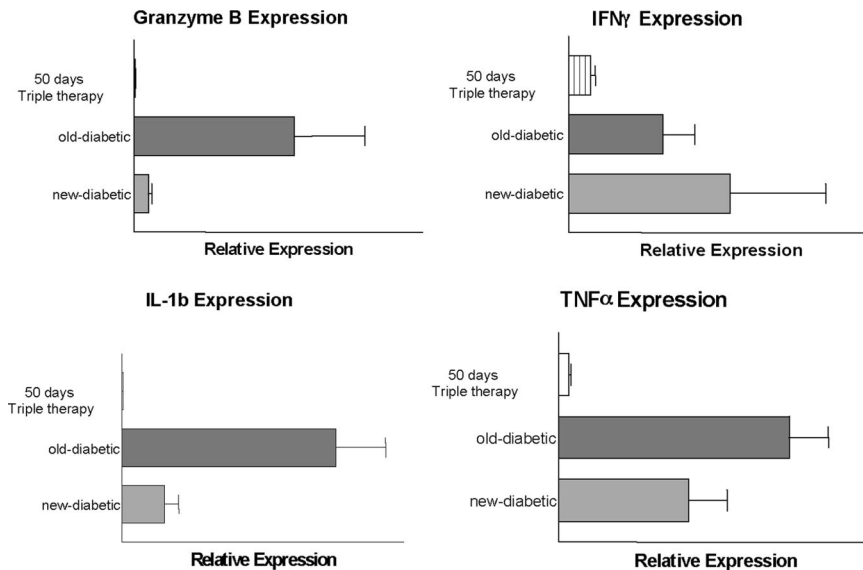 Granzyme B Expression
50 days
Triple therapy
old-diabetic
new-diabetic
Relative Expression
IFNγ Expression
50 days
Triple therapy
old-diabetic
new-diabetic
Relative Expression
IL-1b Expression
50 days
Triple therapy
old-diabetic
new-diabetic
Relative Expression
TNFα Expression
50 days
Triple therapy
old-diabetic
new-diabetic
Relative Expression